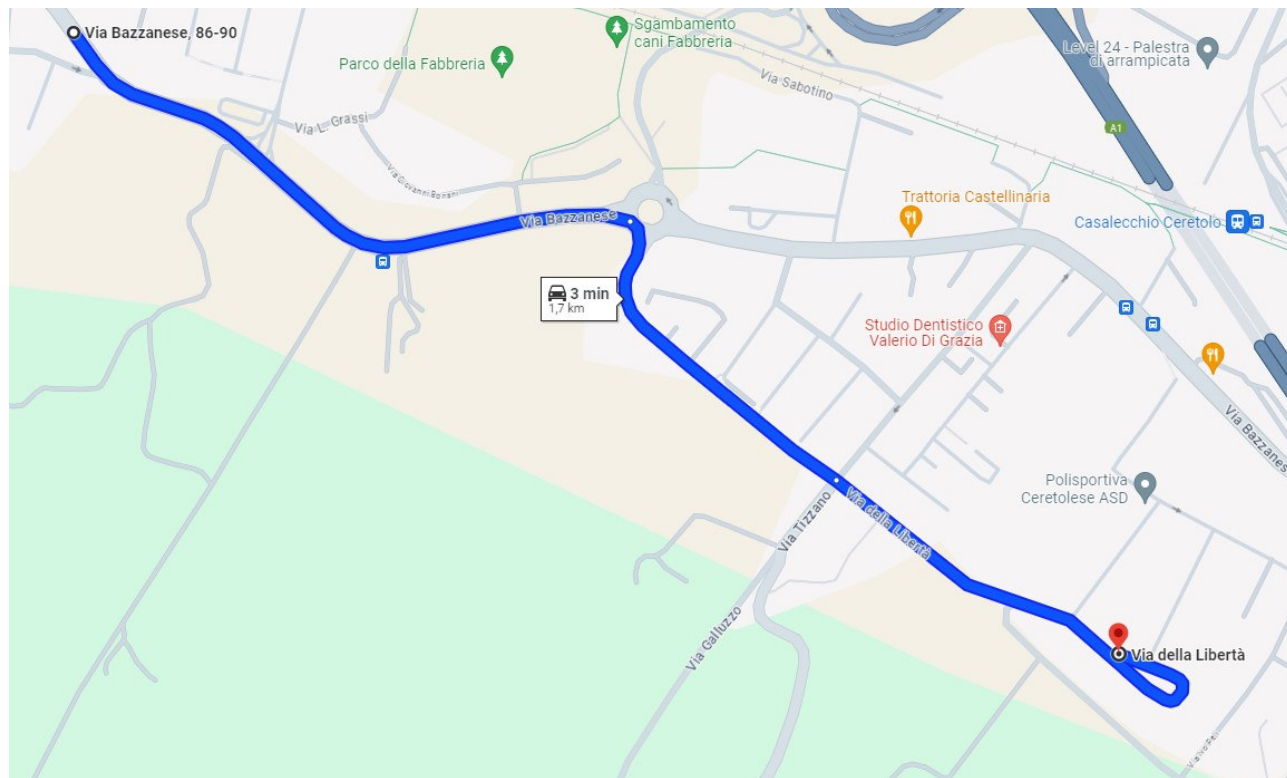 Via Bazzanese, 86-90
Sgambamento
cani Fabbreria
Parco della Fabbreria
Level 24 - Palestra
di arrampicata
Via Sabotino
A1
Via L. Grassi
Trattoria Castellinaria
Via Bazzanese
Casalecchio Ceretolo
3 min
1,7 km
Studio Dentistico
Valerio Di Grazia
Via Bazzanese
Polisportiva
Ceretolese ASD
Via Tizzano
Via della Libertà
Via Galluzzo
Via della Libertà